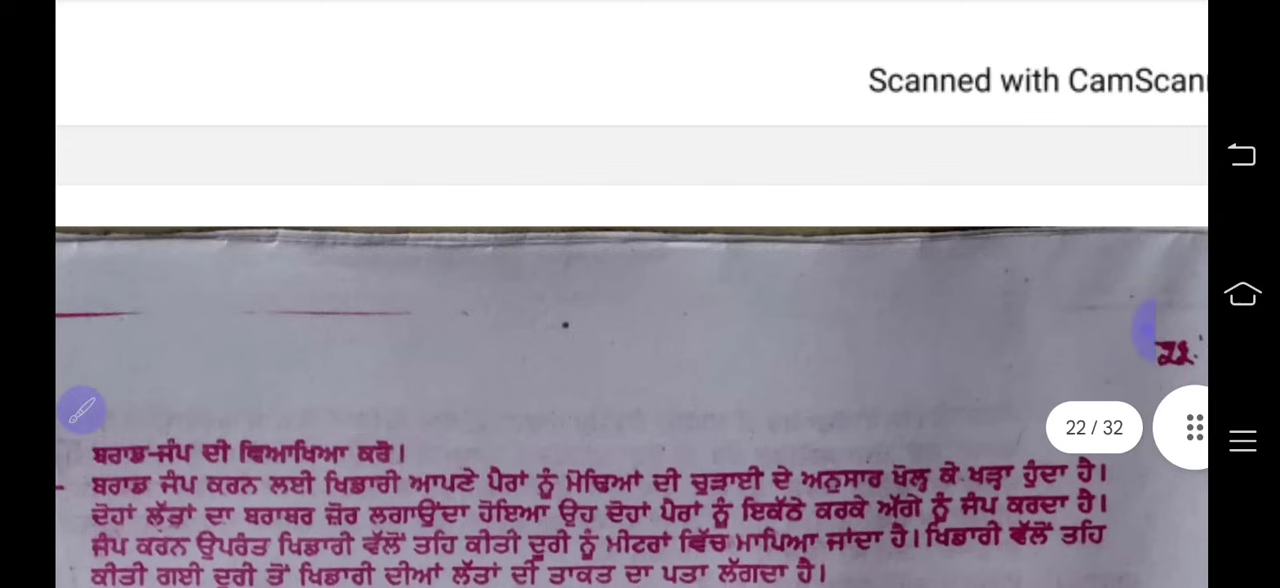 Scanned with CamScan
22 / 32
ਬਰਾਡ-ਜੰਪ ਦੀ ਵਿਆਖਿਆ ਕਰੋ।
ਬਰਾਡ ਜੰਪ ਕਰਨ ਲਈ ਖਿਡਾਰੀ ਆਪਣੇ ਪੈਰਾਂ ਨੂੰ ਮੋਢਿਆਂ ਦੀ ਚੁੜਾਈ ਦੇ ਅਨੁਸਾਰ ਖੋਲ੍ਹ ਕੇ ਖੜ੍ਹਾ ਹੁੰਦਾ ਹੈ।
ਦੋਹਾਂ ਲੱਤਾਂ ਦਾ ਬਰਾਬਰ ਜ਼ੋਰ ਲਗਾਉਂਦਾ ਹੋਇਆ ਉਹ ਦੋਹਾਂ ਪੈਰਾਂ ਨੂੰ ਇਕੱਠੇ ਕਰਕੇ ਅੱਗੇ ਨੂੰ ਜੰਪ ਕਰਦਾ ਹੈ।
ਜੰਪ ਕਰਨ ਉਪਰੰਤ ਖਿਡਾਰੀ ਵੱਲੋਂ ਤਹਿ ਕੀਤੀ ਦੂਰੀ ਨੂੰ ਮੀਟਰਾਂ ਵਿੱਚ ਮਾਪਿਆ ਜਾਂਦਾ ਹੈ। ਖਿਡਾਰੀ ਵੱਲੋਂ ਤਹਿ
ਕੀਤੀ ਗਈ ਦੂਰੀ ਤੋਂ ਖਿਡਾਰੀ ਦੀਆਂ ਲੱਤਾਂ ਦੀ ਤਾਕਤ ਦਾ ਪਤਾ ਲੱਗਦਾ ਹੈ।